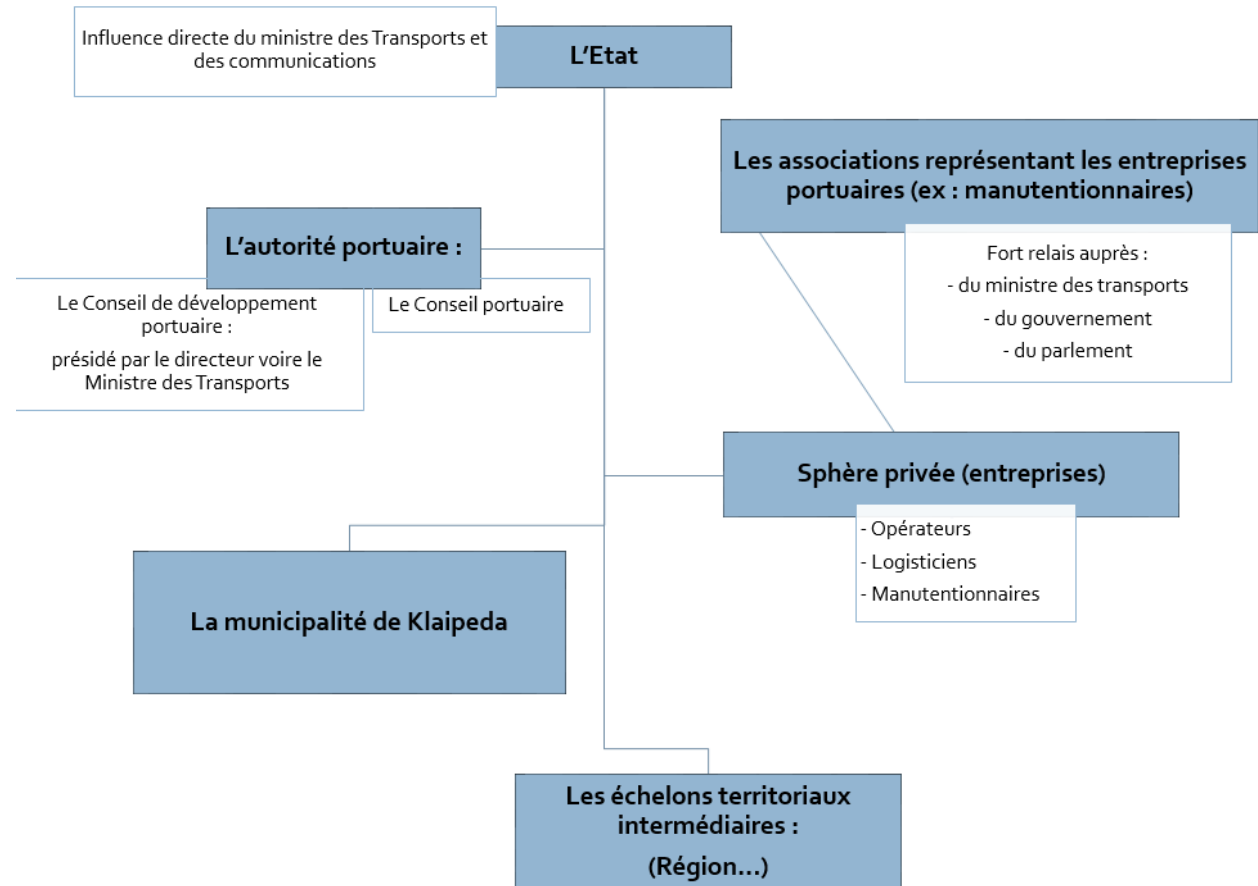 Influence directe du ministre des Transports et
des communications
L'Etat
Les associations représentant les entreprises
portuaires (ex : manutentionnaires)
Fort relais auprès :
- du ministre des transports
- du gouvernement
- du parlement
L'autorité portuaire :
Le Conseil de développement
portuaire :
présidé par le directeur voire le
Ministre des Transports
Le Conseil portuaire
Sphère privée (entreprises)
- Opérateurs
- Logisticiens
- Manutentionnaires
La municipalité de Klaipeda
Les échelons territoriaux
intermédiaires :
(Région...)